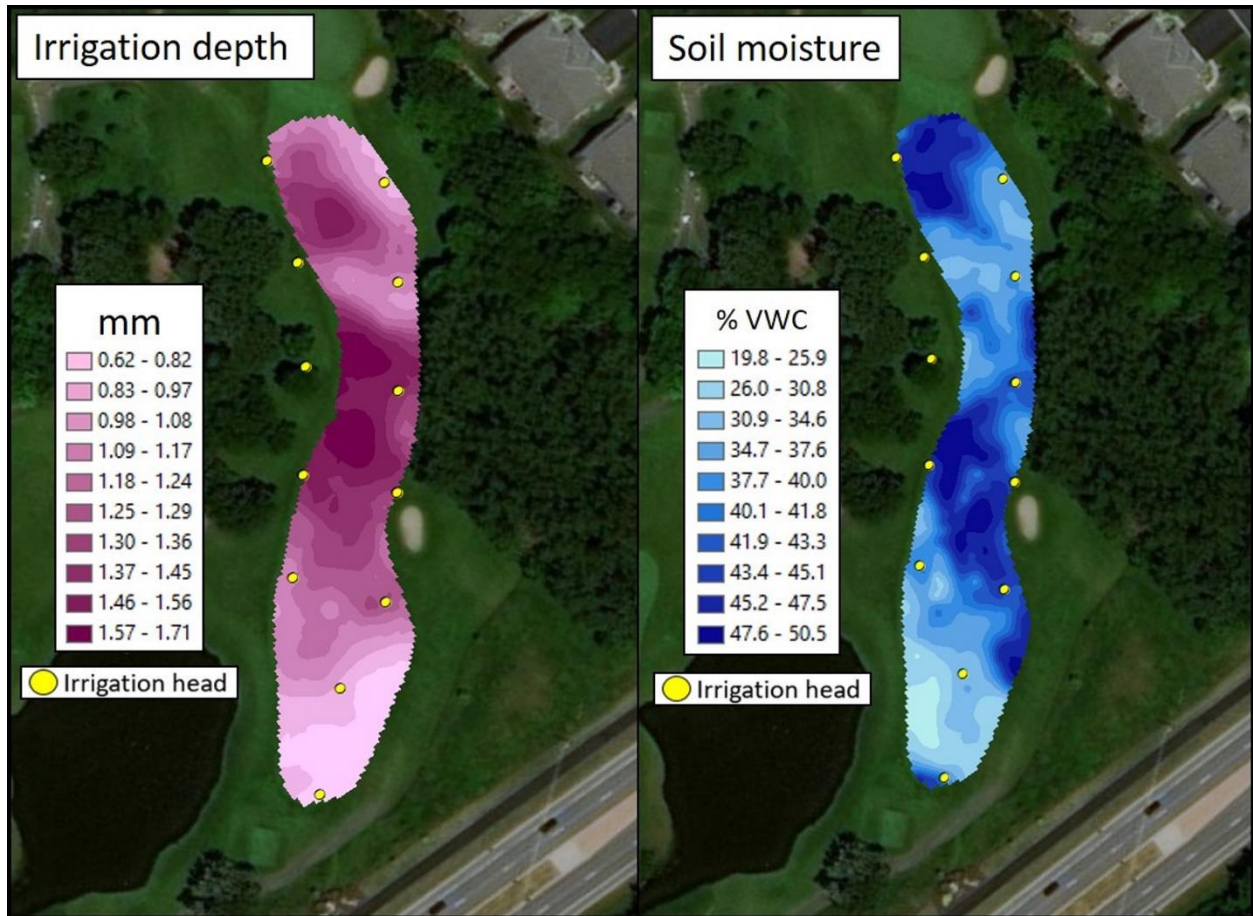 Irrigation depth
mm
0.62 - 0.82
0.83 - 0.97
0.98 - 1.08
1.09 - 1.17
1.18 - 1.24
1.25 - 1.29
1.30 - 1.36
1.37 - 1.45
1.46 - 1.56
1.57 - 1.71
Irrigation head
Soil moisture
% VWC
19.8 - 25.9
26.0 - 30.8
30.9 - 34.6
34.7 - 37.6
37.7 - 40.0
40.1 - 41.8
41.9 - 43.3
43.4 - 45.1
45.2 - 47.5
47.6 - 50.5
Irrigation head